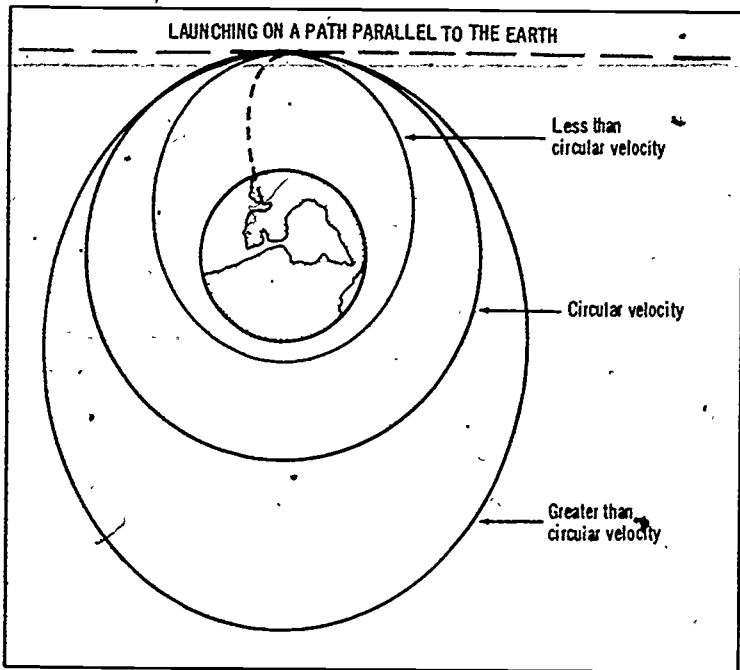 LAUNCHING ON A PATH PARALLEL TO THE EARTH
Less than
circular velocity
Circular velocity
Greater than
circular velocity